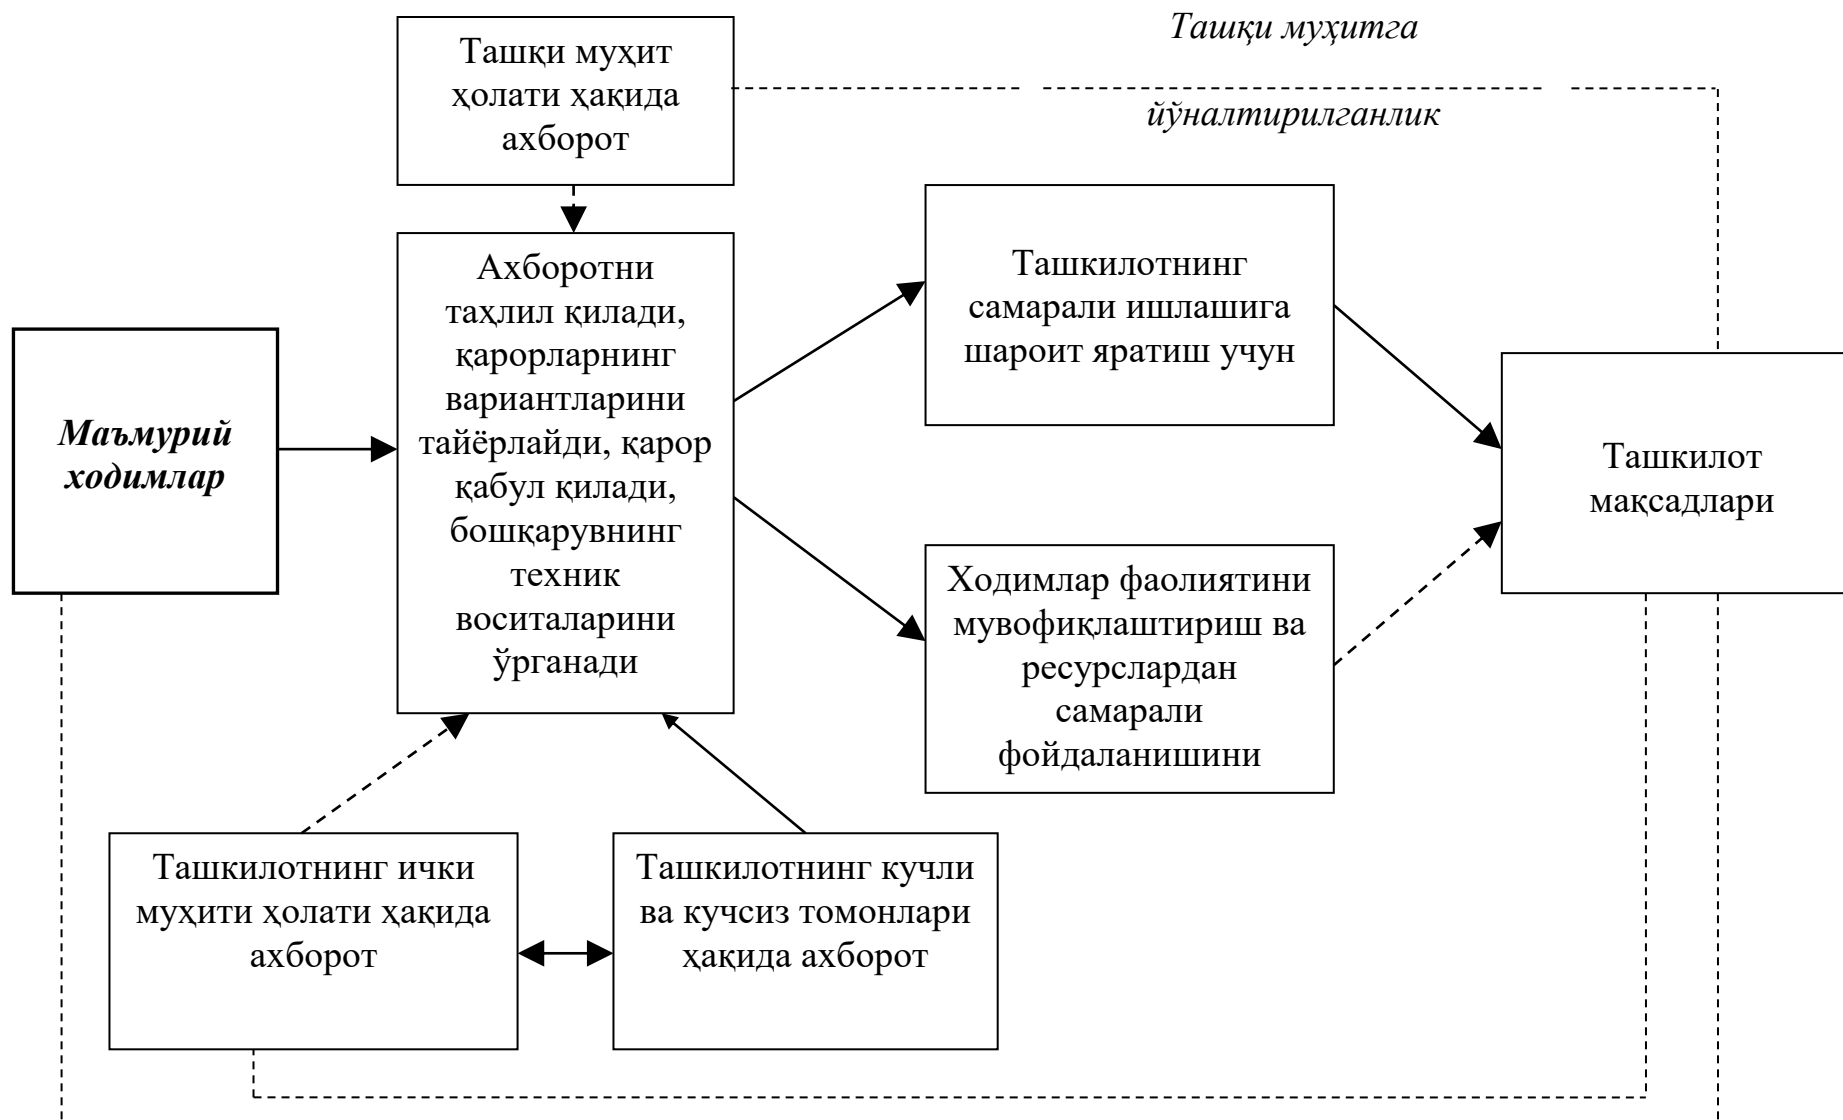 Ташқи муҳит
ҳолати ҳақида
ахборот
Ташқи муҳитга
йўналтирилганлик
Маъмурий
ходимлар
Ахборотни
таҳлил қилади,
қарорларнинг
вариантларини
тайёрлайди, қарор
қабул қилади,
бошқарувнинг
техник
воситаларини
ўрганади
Ташкилотнинг
самарали ишлашига
шароит яратиш учун
Ходимлар фаолиятини
мувофиқлаштириш ва
ресурслардан
самарали
фойдаланишини
Ташкилот
мақсадлари
Ташкилотнинг ички
муҳити ҳолати ҳақида
ахборот
Ташкилотнинг кучли
ва кучсиз томонлари
ҳақида ахборот